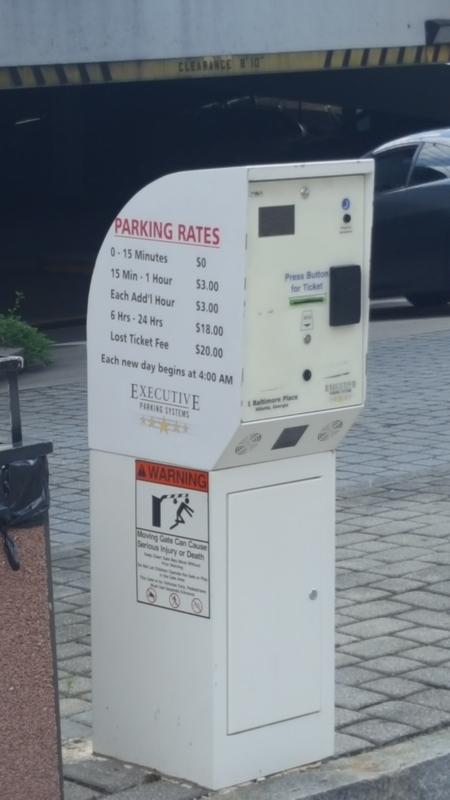 CLEARANCE 8'10"
PARKING RATES
0 - 15 Minutes $0
15 Min - 1 Hour $3.00
Each Add'l Hour $3.00
6 Hrs - 24 Hrs $18.00
Lost Ticket Fee $20.00
Each new day begins at 4:00 AM
EXECUTIVE
PARKING SYSTEMS
Press Button
for Ticket
EXECUTIVE
PARKING SYSTEMS
1 Baltimore Place
Atlanta, Georgia
WARNING
Moving Gate Can Cause
Serious Injury or Death